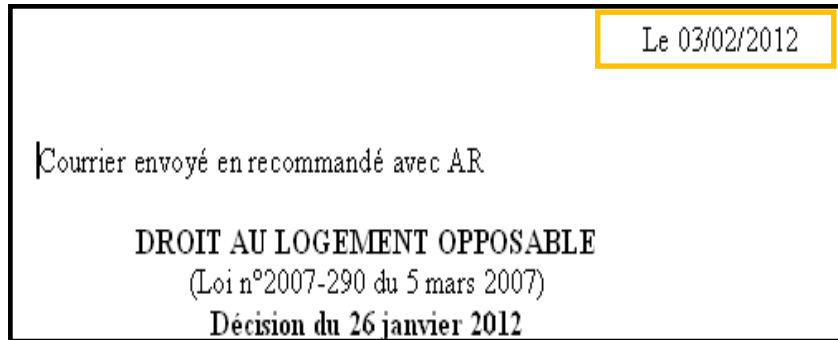 Le 03/02/2012
Courrier envoyé en recommandé avec AR
DROIT AU LOGEMENT OPPOSABLE
(Loi n°2007-290 du 5 mars 2007)
Décision du 26 janvier 2012